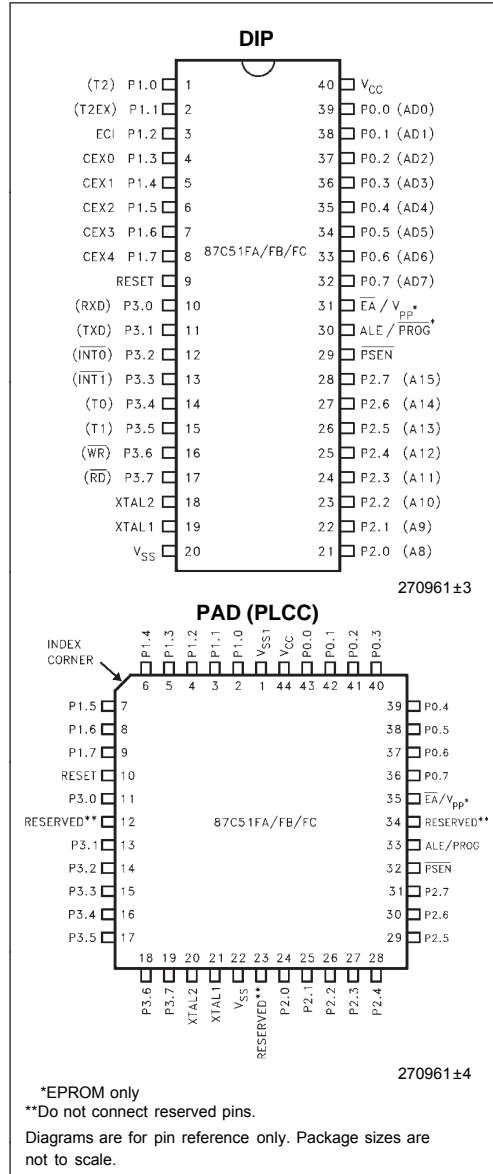 DIP
(T2) P1.0 1 40 VCC
(T2EX) P1.1 2 39 P0.0 (AD0)
ECI P1.2 3 38 P0.1 (AD1)
CEX0 P1.3 4 37 P0.2 (AD2)
CEX1 P1.4 5 36 P0.3 (AD3)
CEX2 P1.5 6 35 P0.4 (AD4)
CEX3 P1.6 7 34 P0.5 (AD5)
CEX4 P1.7 8 87C51FA/FB/FC 33 P0.6 (AD6)
RESET 9 32 P0.7 (AD7)
(RXD) P3.0 10 31 EA / VPP*
(TXD) P3.1 11 30 ALE / PROG*
(INT0) P3.2 12 29 PSEN
(INT1) P3.3 13 28 P2.7 (A15)
(T0) P3.4 14 27 P2.6 (A14)
(T1) P3.5 15 26 P2.5 (A13)
(WR) P3.6 16 25 P2.4 (A12)
(RD) P3.7 17 24 P2.3 (A11)
XTAL2 18 23 P2.2 (A10)
XTAL1 19 22 P2.1 (A9)
VSS 20 21 P2.0 (A8)
270961±3
PAD (PLCC)
INDEX
CORNER
P1.4 P1.3 P1.2 P1.1 P1.0 VSS1 VCC P0.0 P0.1 P0.2 P0.3
6 5 4 3 2 1 44 43 42 41 40
P1.5 7 39 P0.4
P1.6 8 38 P0.5
P1.7 9 37 P0.6
RESET 10 36 P0.7
P3.0 11 35 EA/VPP*
RESERVED** 12 87C51FA/FB/FC 34 RESERVED**
P3.1 13 33 ALE/PROG
P3.2 14 32 PSEN
P3.3 15 31 P2.7
P3.4 16 30 P2.6
P3.5 17 29 P2.5
18 19 20 21 22 23 24 25 26 27 28
P3.6 P3.7 XTAL2 XTAL1 VSS RESERVED** P2.0 P2.1 P2.2 P2.3 P2.4
270961±4
*EPROM only
**Do not connect reserved pins.
Diagrams are for pin reference only. Package sizes are
not to scale.